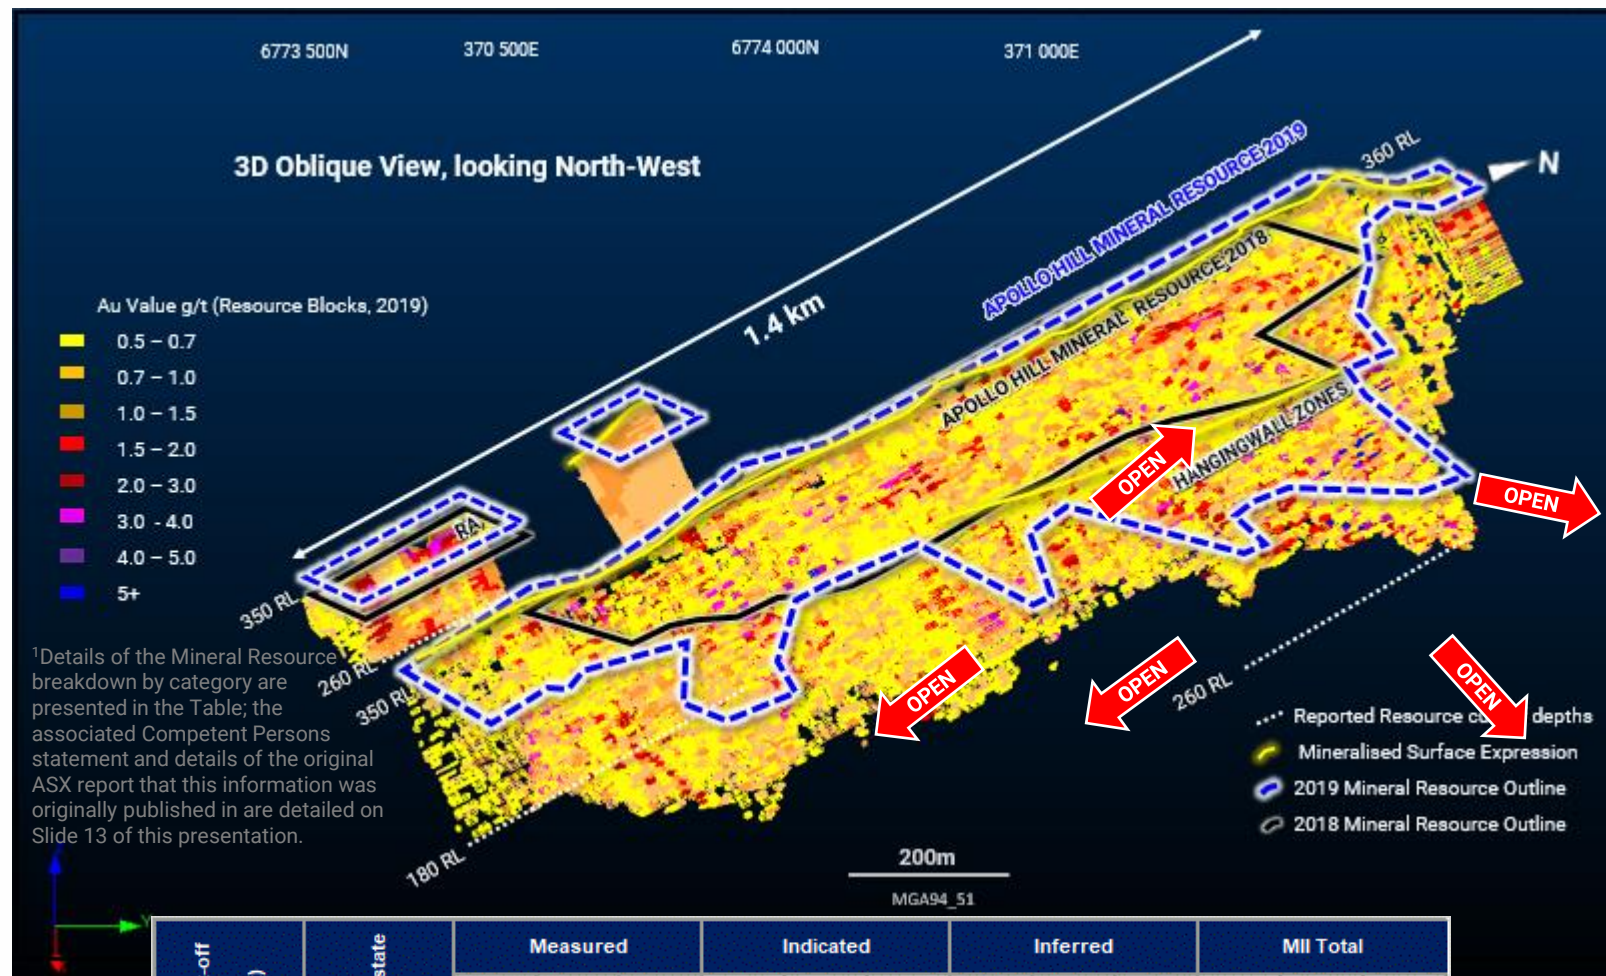 6773 500N 370 500E 6774 000N 371 000E
3D Oblique View, looking North-West
360 RL
N
APOLLO HILL MINERAL RESOURCE 2019
APOLLO HILL MINERAL RESOURCE 2018
1.4 km
Au Value g/t (Resource Blocks, 2019)
0.5 – 0.7
0.7 – 1.0
1.0 – 1.5
1.5 – 2.0
2.0 – 3.0
3.0 - 4.0
4.0 – 5.0
5+
HANGINGWALL ZONES
OPEN
OPEN
RA
350 RL
260 RL
350 RL
OPEN
OPEN
OPEN
260 RL
¹Details of the Mineral Resource
breakdown by category are
presented in the Table; the
associated Competent Persons
statement and details of the original
ASX report that this information was
originally published in are detailed on
Slide 13 of this presentation.
Reported Resource depths
Mineralised Surface Expression
2019 Mineral Resource Outline
2018 Mineral Resource Outline
180 RL
200m
MGA94_51
Y
-off
)
state
Measured Indicated Inferred MII Total